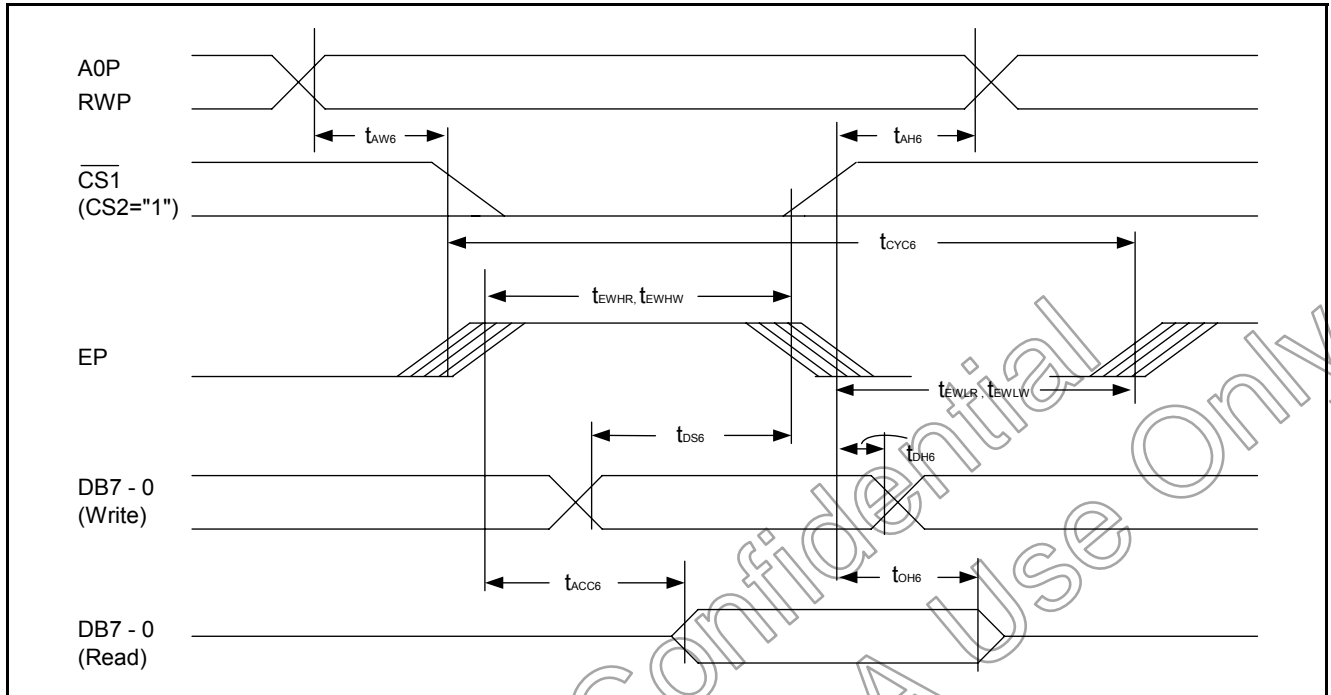 A0P
RWP
tAW6
tAH6
CS1
(CS2="1")
tCYC6
tEWHR, tEWHW
EP
tEWLR, tEWLW
tDS6
tDH6
DB7 - 0
(Write)
tACC6
tOH6
DB7 - 0
(Read)
Confidential
A Use Only